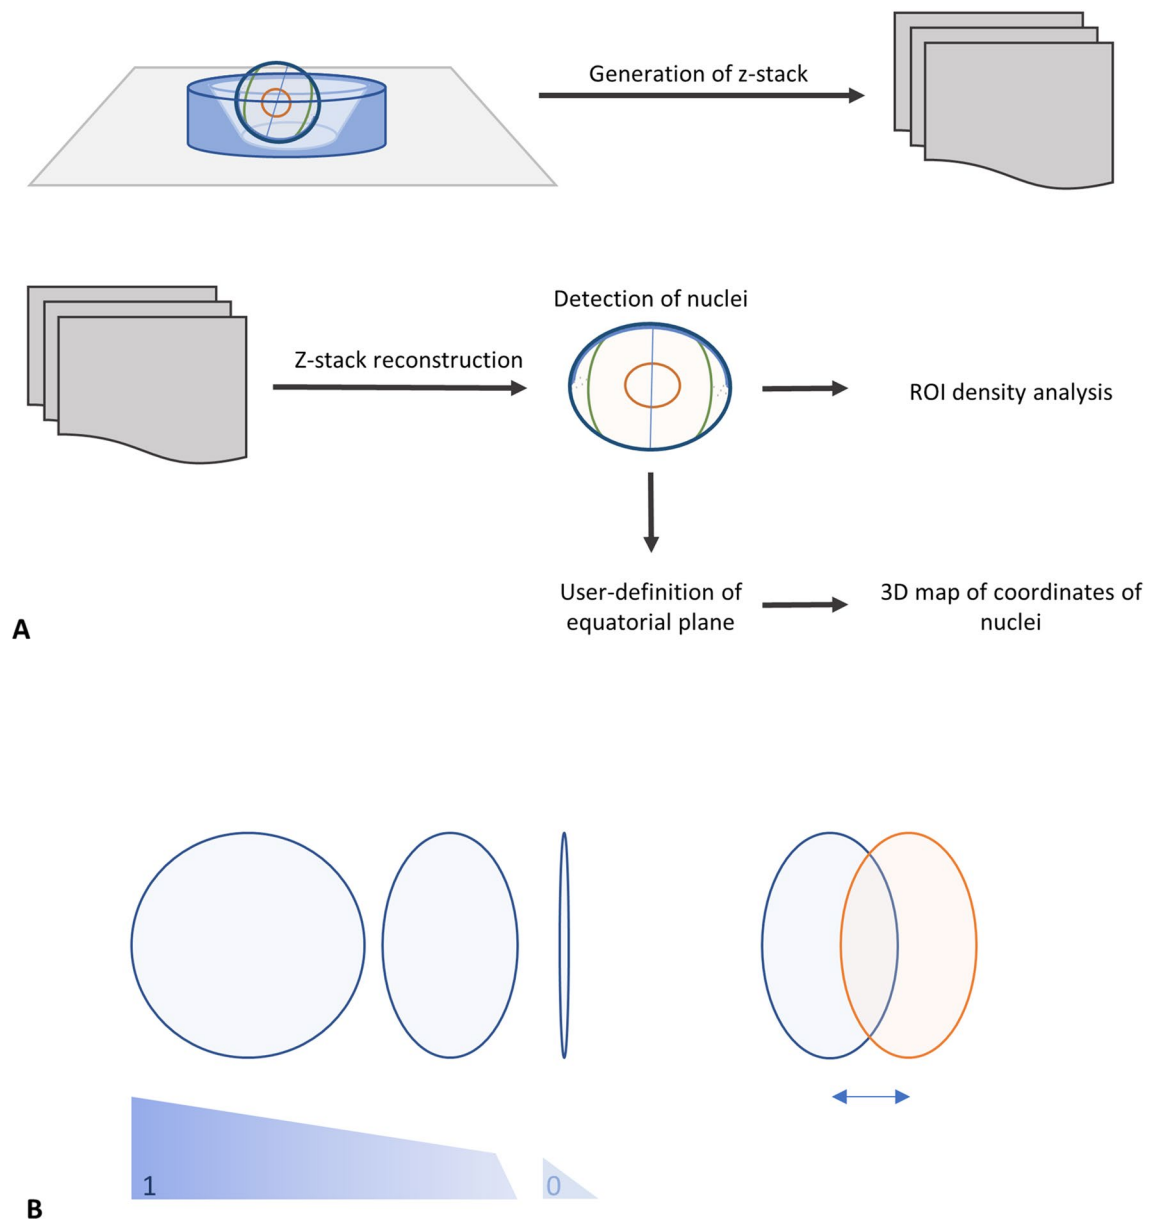 Generation of z-stack
Detection of nuclei
Z-stack reconstruction
ROI density analysis
User-definition of
equatorial plane
3D map of coordinates of
nuclei
A
1
0
B